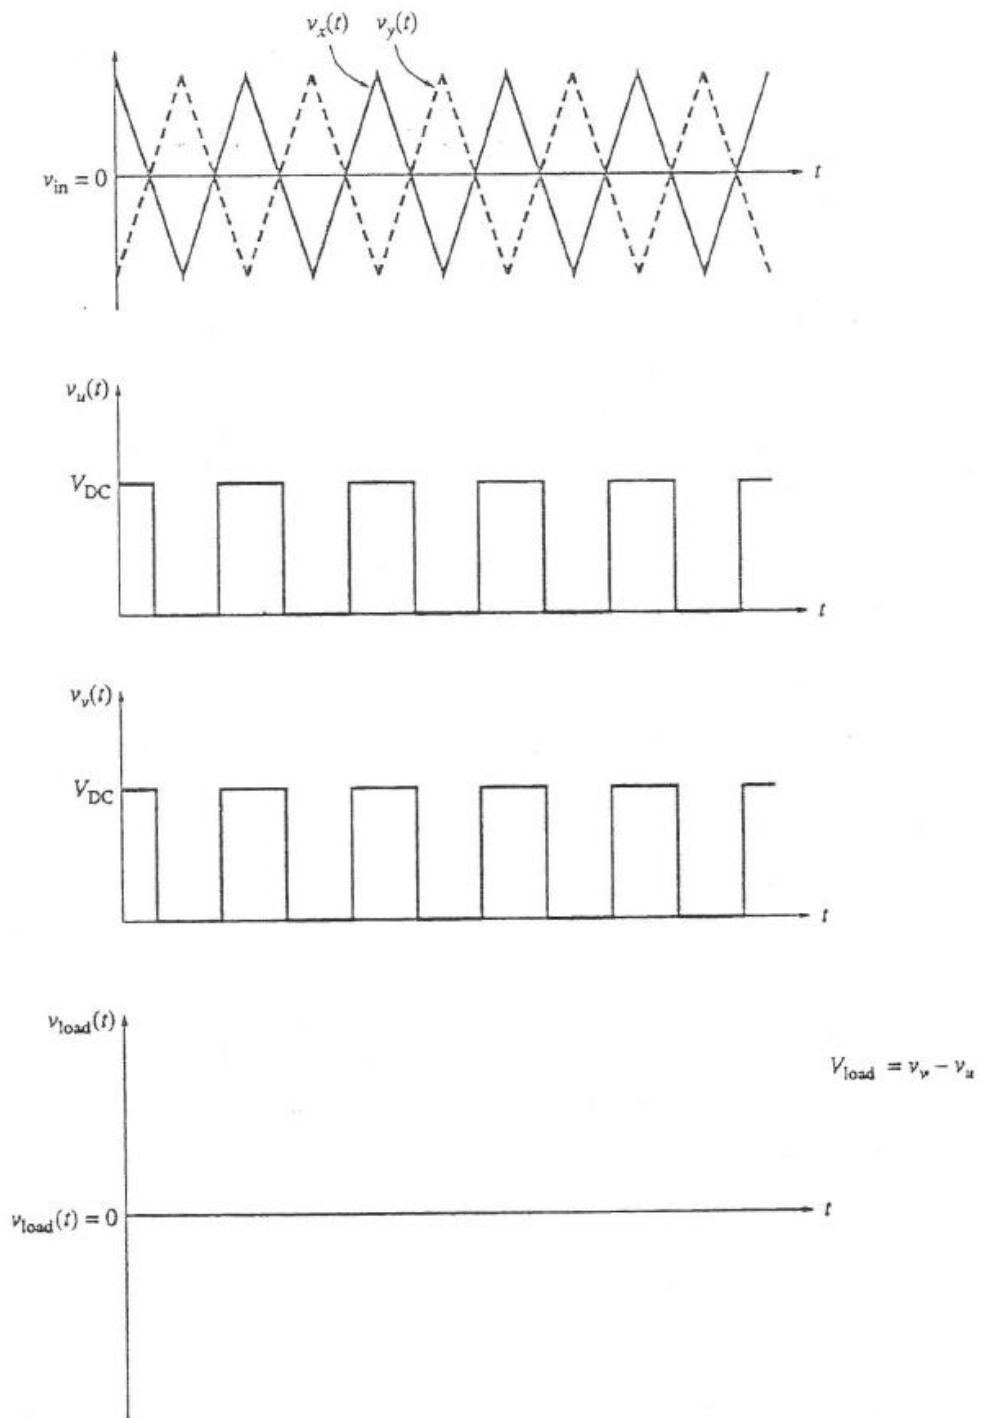 v_x(t) v_y(t)
v_in = 0
t
v_u(t)
V_DC
t
v_v(t)
V_DC
t
v_load(t)
V_load = v_v − v_u
v_load(t) = 0
t